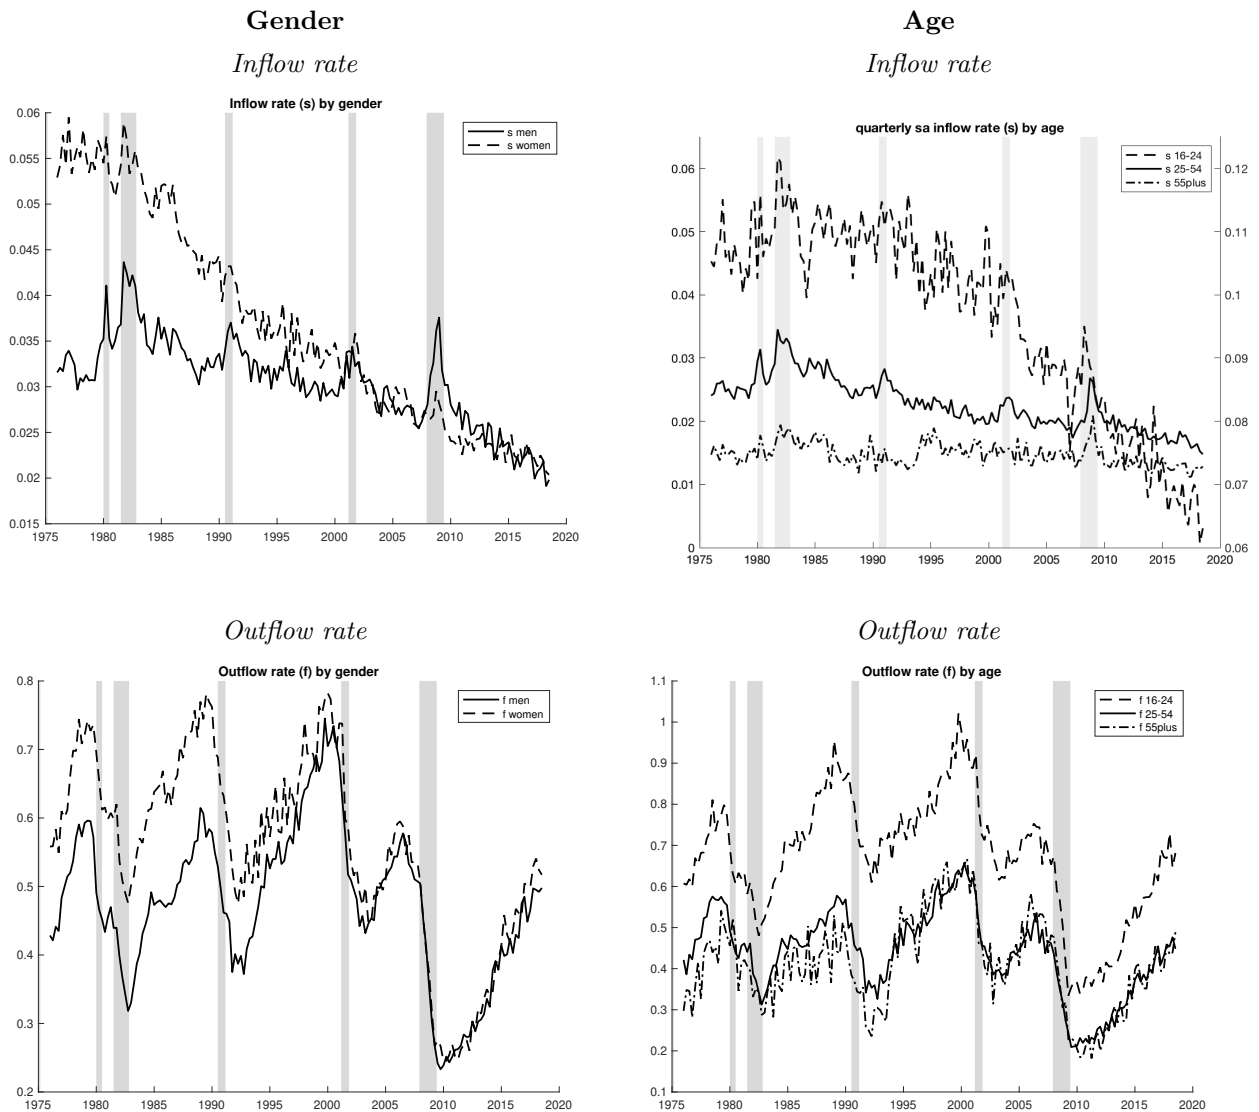 Gender
Inflow rate
Inflow rate (s) by gender
s men
s women
0.06
0.055
0.05
0.045
0.04
0.035
0.03
0.025
0.02
0.015
1975 1980 1985 1990 1995 2000 2005 2010 2015 2020
Age
Inflow rate
quarterly sa inflow rate (s) by age
s 16-24
s 25-54
s 55plus
0.06
0.05
0.04
0.03
0.02
0.01
0
0.12
0.11
0.1
0.09
0.08
0.07
0.06
1975 1980 1985 1990 1995 2000 2005 2010 2015 2020
Outflow rate
Outflow rate (f) by gender
f men
f women
0.8
0.7
0.6
0.5
0.4
0.3
0.2
1975 1980 1985 1990 1995 2000 2005 2010 2015 2020
Outflow rate
Outflow rate (f) by age
f 16-24
f 25-54
f 55plus
1.1
1
0.9
0.8
0.7
0.6
0.5
0.4
0.3
0.2
0.1
1975 1980 1985 1990 1995 2000 2005 2010 2015 2020